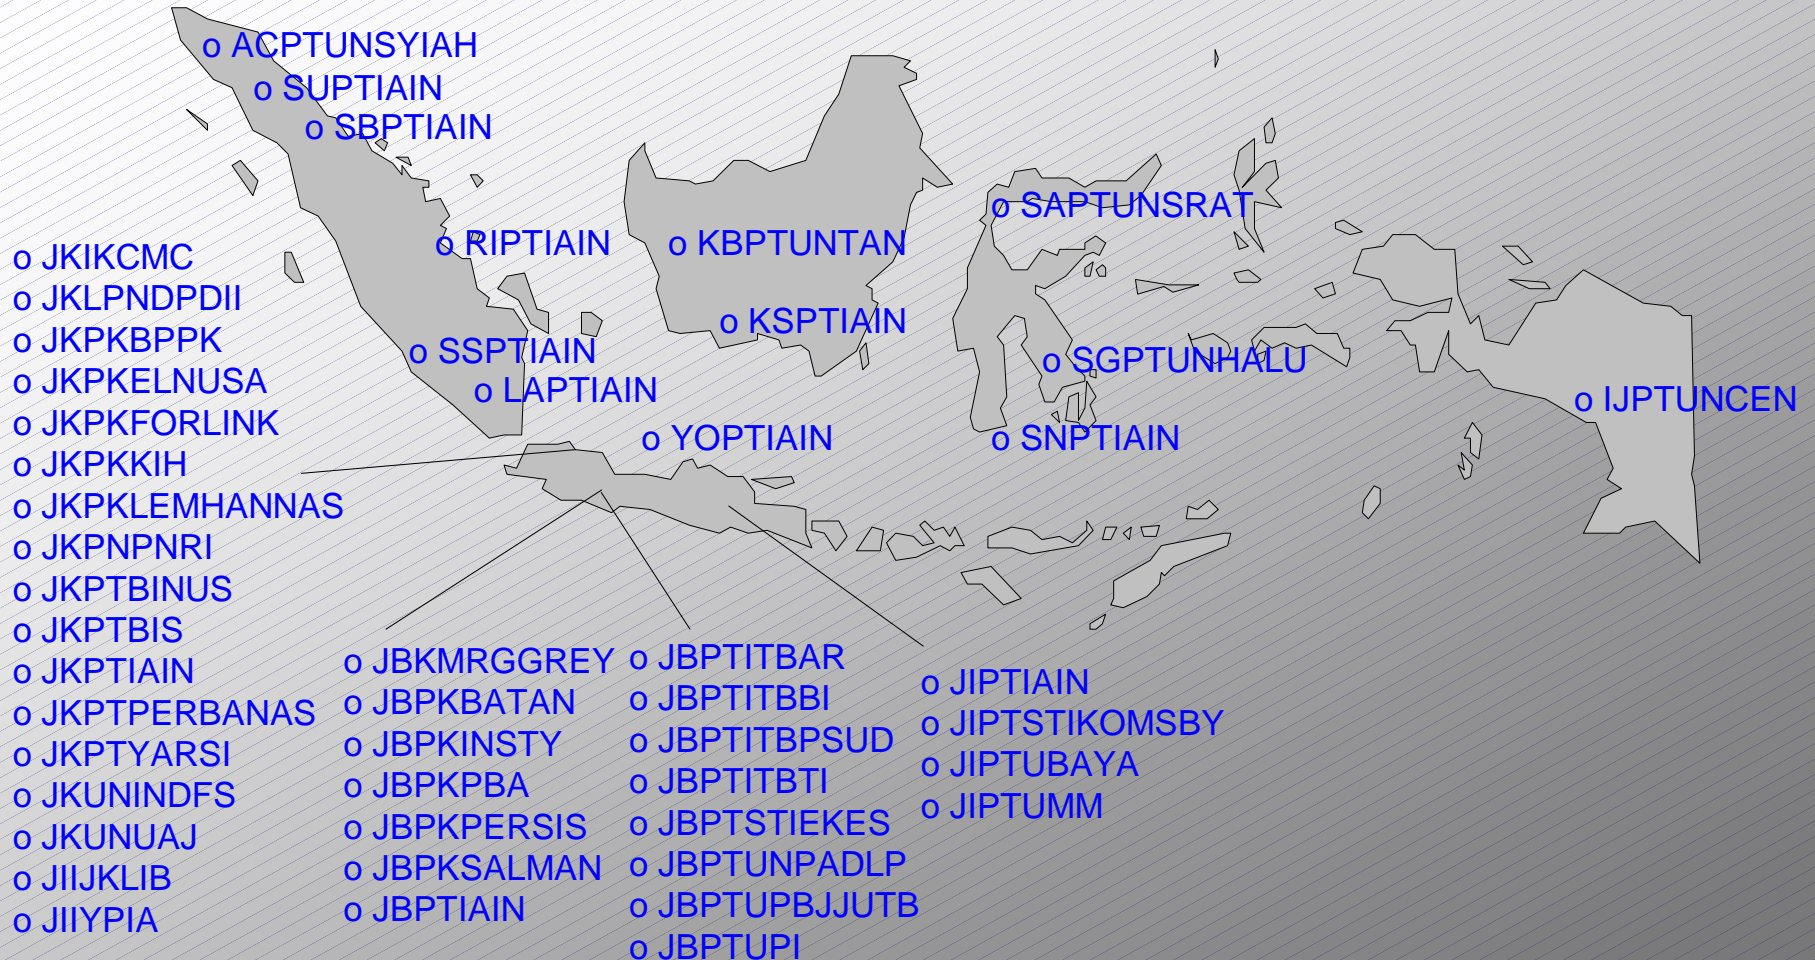 o ACPTUNSYIAH
o SUPTIAIN
o SBPTIAIN
o SAPTUNSRAT
o RIPTIAIN
o KBPTUNTAN
o KSPTIAIN
o SSPTIAIN
o SGPTUNHALU
o LAPTIAIN
o IJPTUNCEN
o YOPTIAIN
o SNPTIAIN
o JKIKCMC
o JKLPNDPDII
o JKPKBPPK
o JKPKELNUSA
o JKPKFORLINK
o JKPKKIH
o JKPKLEMHANNAS
o JKPNPNRI
o JKPTBINUS
o JKPTBIS
o JKPTIAIN
o JKPTPERBANAS
o JKPTYARSI
o JKUNINDFS
o JKUNUAJ
o JIIJKLIB
o JIIYPIA
o JBKMRGGREY
o JBPKBATAN
o JBPKINSTY
o JBPKPBA
o JBPKPERSIS
o JBPKSALMAN
o JBPTIAIN
o JBPTITBAR
o JBPTITBBI
o JBPTITBPSUD
o JBPTITBTI
o JBPTSTIEKES
o JBPTUNPADLP
o JBPTUPBJJUTB
o JBPTUPI
o JIPTIAIN
o JIPTSTIKOMSBY
o JIPTUBAYA
o JIPTUMM